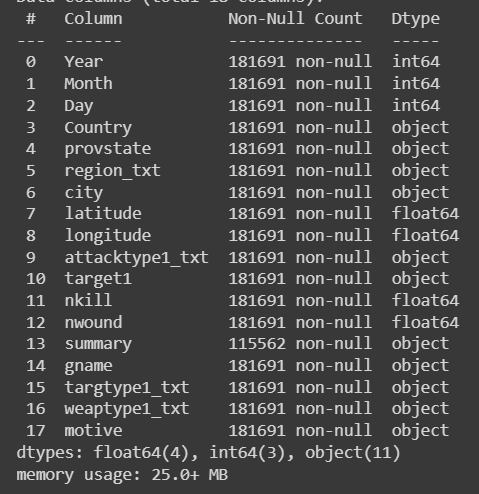 Data columns (total 18 columns):
 #   Column           Non-Null Count   Dtype
---  ------           --------------   -----
 0   Year             181691 non-null  int64
 1   Month            181691 non-null  int64
 2   Day              181691 non-null  int64
 3   Country          181691 non-null  object
 4   provstate        181691 non-null  object
 5   region_txt       181691 non-null  object
 6   city             181691 non-null  object
 7   latitude         181691 non-null  float64
 8   longitude        181691 non-null  float64
 9   attacktype1_txt  181691 non-null  object
 10  target1          181691 non-null  object
 11  nkill            181691 non-null  float64
 12  nwound           181691 non-null  float64
 13  summary          115562 non-null  object
 14  gname            181691 non-null  object
 15  targtype1_txt    181691 non-null  object
 16  weaptype1_txt    181691 non-null  object
 17  motive           181691 non-null  object
dtypes: float64(4), int64(3), object(11)
memory usage: 25.0+ MB